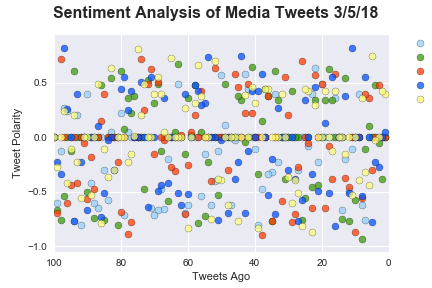 Sentiment Analysis of Media Tweets 3/5/18
Tweet Polarity
0.5
0.0
−0.5
−1.0
100 80 60 40 20 0
Tweets Ago